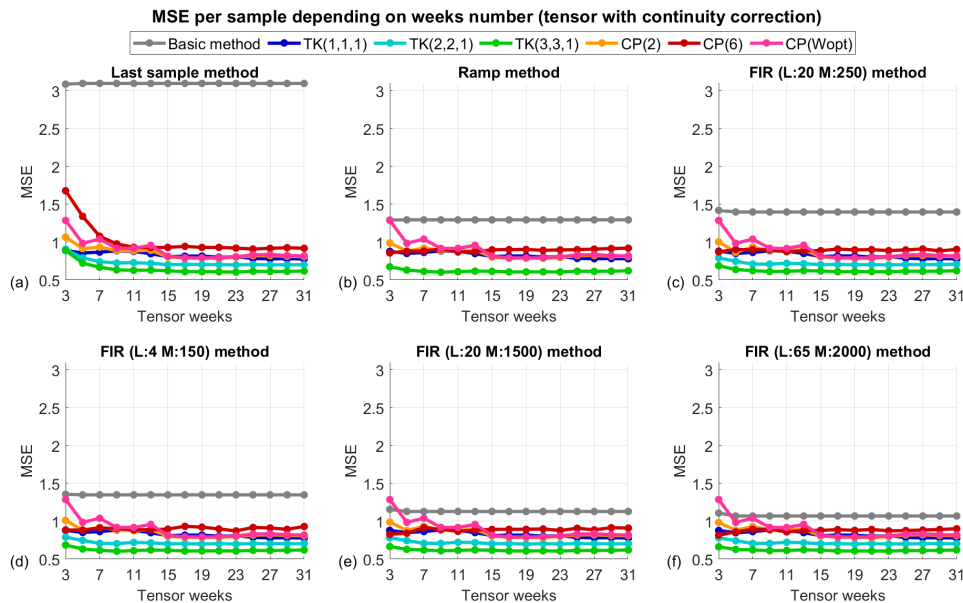 MSE per sample depending on weeks number (tensor with continuity correction)
Basic method TK(1,1,1) TK(2,2,1) TK(3,3,1) CP(2) CP(6) CP(Wopt)
Last sample method
MSE
3
2.5
2
1.5
1
0.5
(a)
3 7 11 15 19 23 27 31
Tensor weeks
Ramp method
MSE
3
2.5
2
1.5
1
0.5
(b)
3 7 11 15 19 23 27 31
Tensor weeks
FIR (L:20 M:250) method
MSE
3
2.5
2
1.5
1
0.5
(c)
3 7 11 15 19 23 27 31
Tensor weeks
FIR (L:4 M:150) method
MSE
3
2.5
2
1.5
1
0.5
(d)
3 7 11 15 19 23 27 31
Tensor weeks
FIR (L:20 M:1500) method
MSE
3
2.5
2
1.5
1
0.5
(e)
3 7 11 15 19 23 27 31
Tensor weeks
FIR (L:65 M:2000) method
MSE
3
2.5
2
1.5
1
0.5
(f)
3 7 11 15 19 23 27 31
Tensor weeks